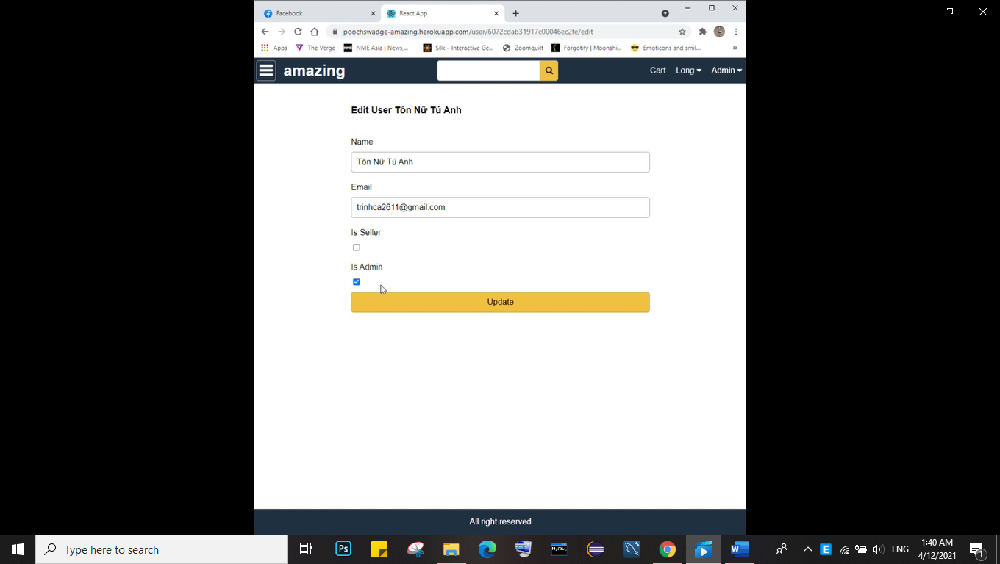 Facebook
React App
poochswadge-amazing.herokuapp.com/user/6072cdab31917c00046ec2fe/edit
Apps The Verge NME Asia | News,... Silk – Interactive Ge... Zoomquilt Forgotify | Moonshi... Emoticons and smil... »
amazing
Cart Long Admin
Edit User Tôn Nữ Tú Anh
Name
Tôn Nữ Tú Anh
Email
trinhca2611@gmail.com
Is Seller
Is Admin
Update
All right reserved
Type here to search
Ps
MySQL
W
E
ENG
1:40 AM
4/12/2021
1